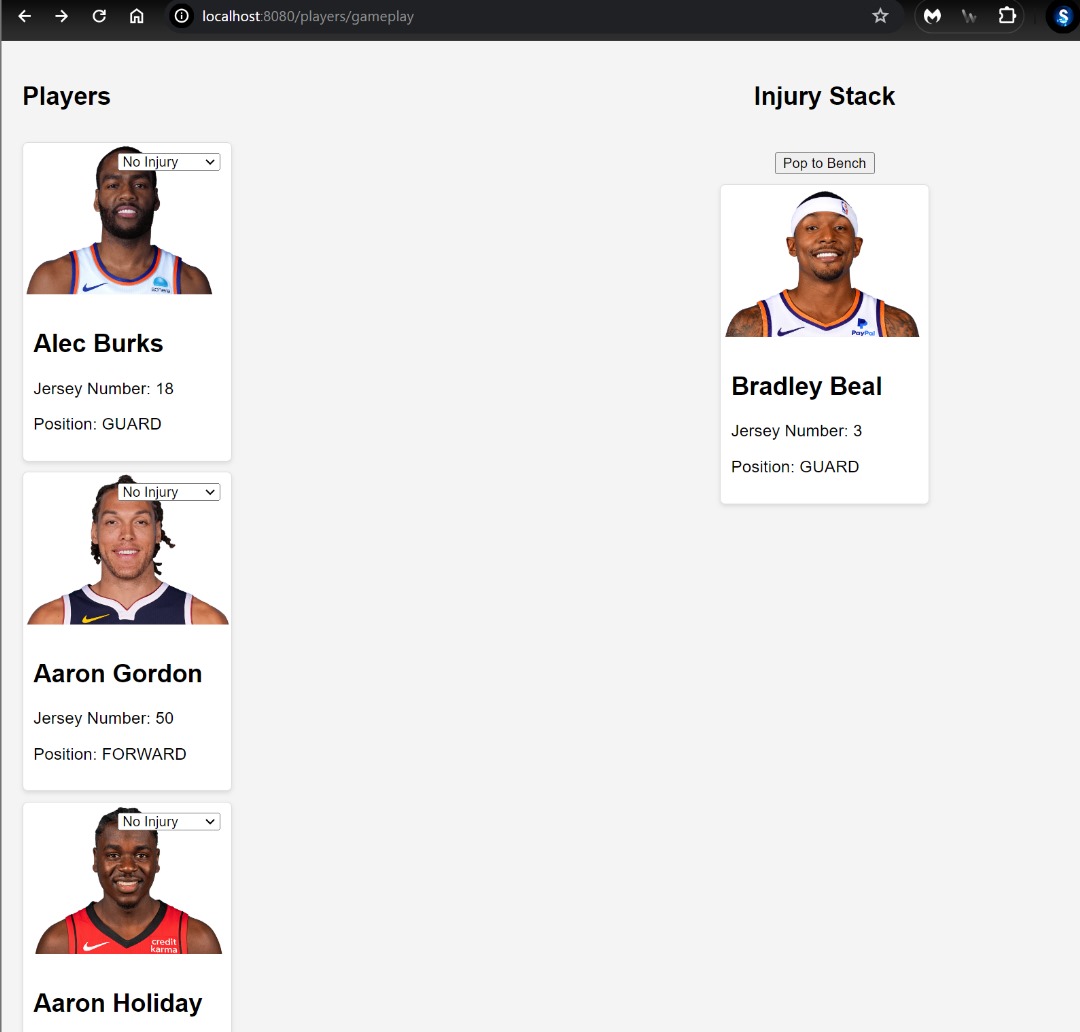 localhost:8080/players/gameplay
Players
No Injury
Alec Burks
Jersey Number: 18
Position: GUARD
No Injury
Aaron Gordon
Jersey Number: 50
Position: FORWARD
No Injury
credit
karma
Aaron Holiday
Injury Stack
Pop to Bench
PayPal
Bradley Beal
Jersey Number: 3
Position: GUARD